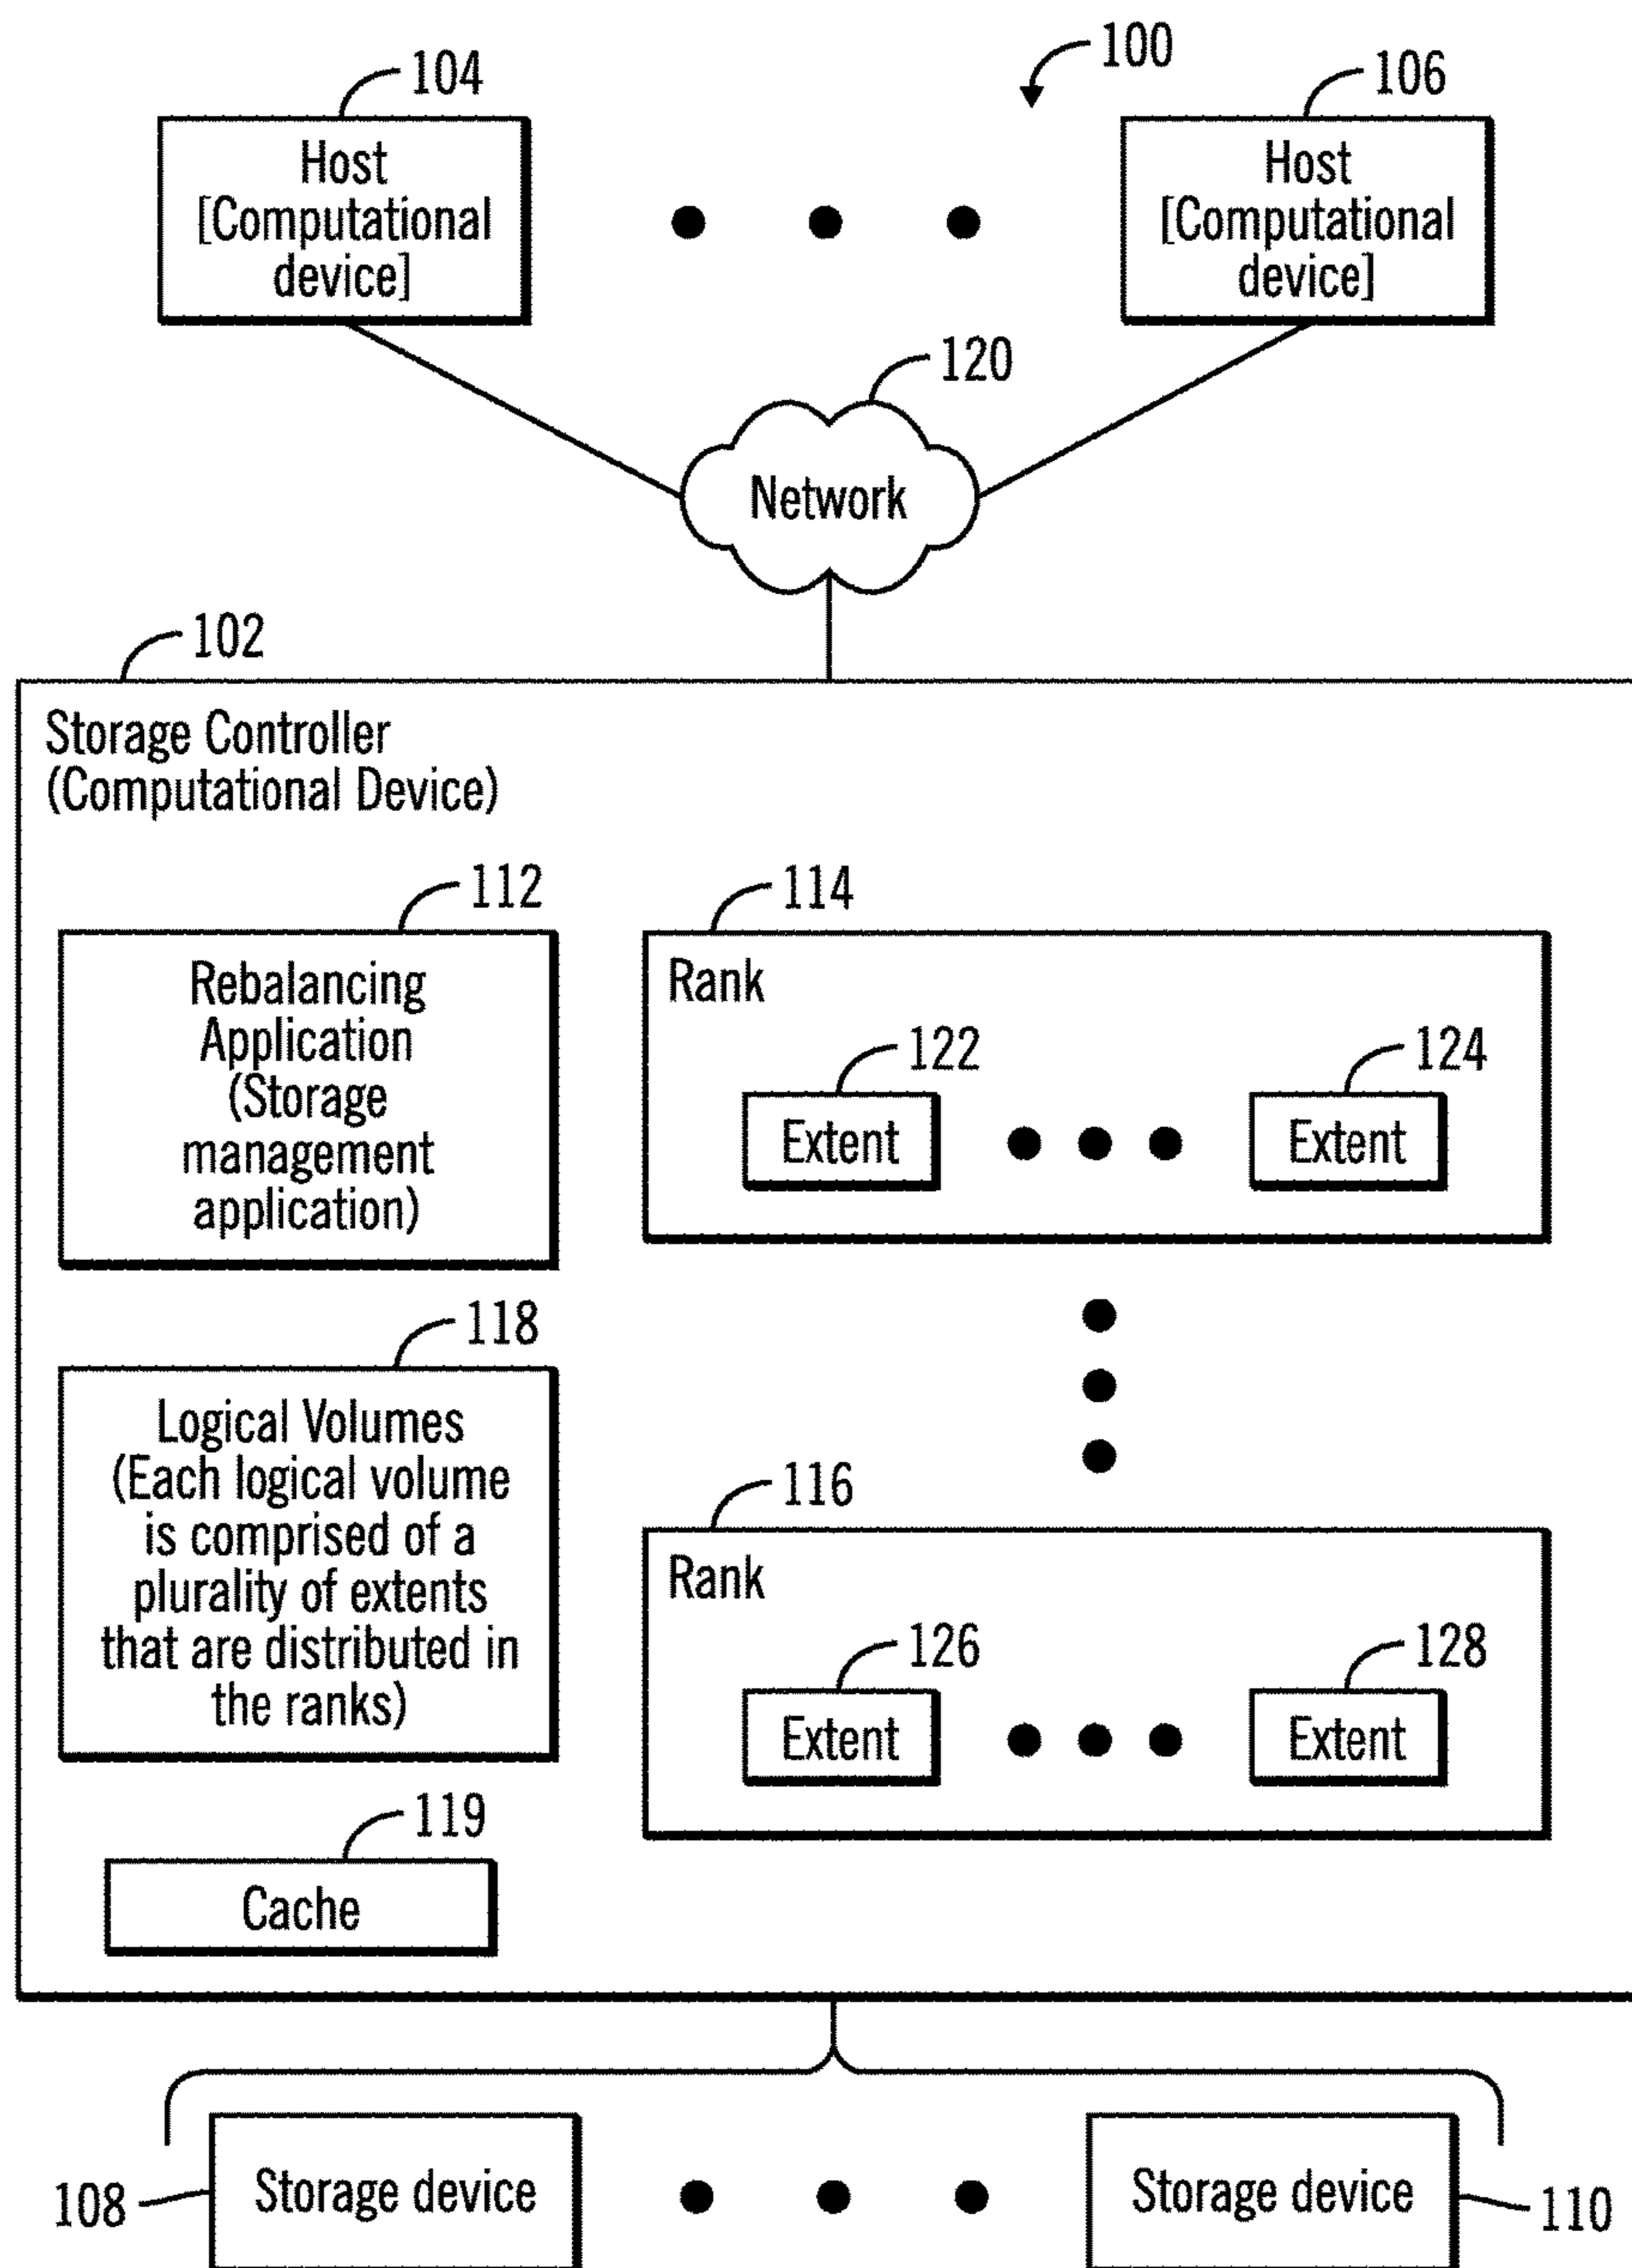 100
104
106
Host
[Computational
device]
Host
[Computational
device]
120
Network
102
Storage Controller
(Computational Device)
112
Rebalancing
Application
(Storage
management
application)
114
Rank
122
Extent
124
Extent
118
Logical Volumes
(Each logical volume
is comprised of a
plurality of extents
that are distributed in
the ranks)
116
Rank
126
Extent
128
Extent
119
Cache
108
Storage device
Storage device
110